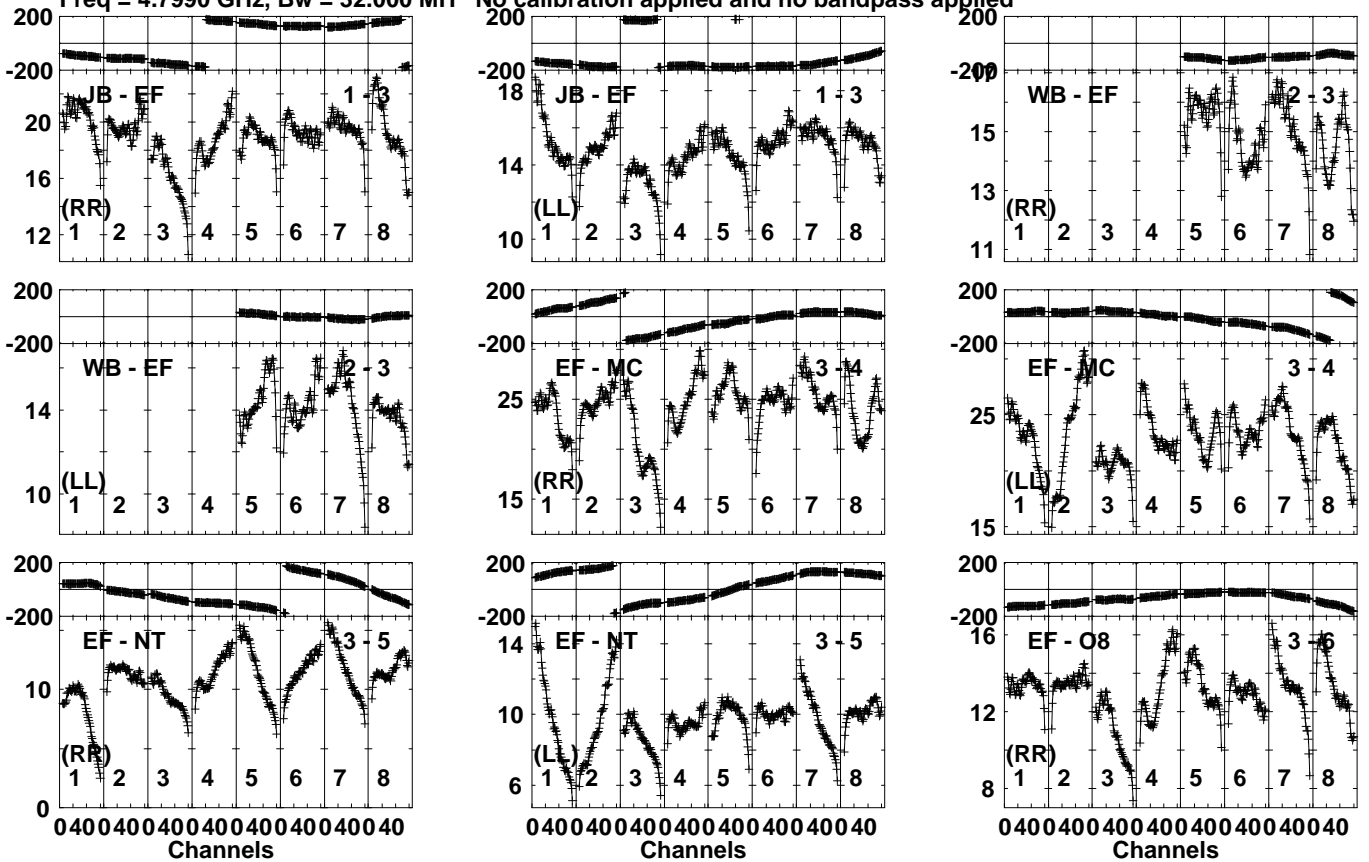 Freq = 4.7990 GHz, Bw = 32.000 MH No calibration applied and no bandpass applied
200
-200
JB - EF 1 - 3
20
18
16
12
(RR)
1 2 3 4 5 6 7 8
JB - EF 1 - 3
18
14
10
(LL)
1 2 3 4 5 6 7 8
-200
17
WB - EF 2 - 3
15
13
11
(RR)
1 2 3 4 5 6 7 8
200
-200
WB - EF 2 - 3
14
10
(LL)
1 2 3 4 5 6 7 8
200
-200
EF - MC 3 - 4
25
15
(RR)
1 2 3 4 5 6 7 8
200
-200
EF - MC 3 - 4
25
15
(LL)
1 2 3 4 5 6 7 8
200
-200
EF - NT 3 - 5
10
0
(RR)
1 2 3 4 5 6 7 8
0 40 0 40 0 40 0 40 0 40 0 40 0 40 0 40
Channels
200
-200
EF - NT 3 - 5
14
10
6
(LL)
1 2 3 4 5 6 7 8
0 40 0 40 0 40 0 40 0 40 0 40 0 40 0 40
Channels
200
-200
EF - O8 3 - 6
16
12
8
(RR)
1 2 3 4 5 6 7 8
0 40 0 40 0 40 0 40 0 40 0 40 0 40 0 40
Channels